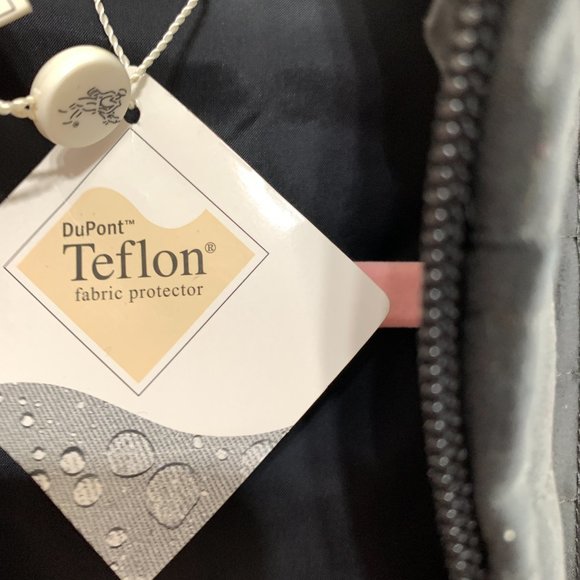 DuPont™
Teflon®
fabric protector
®